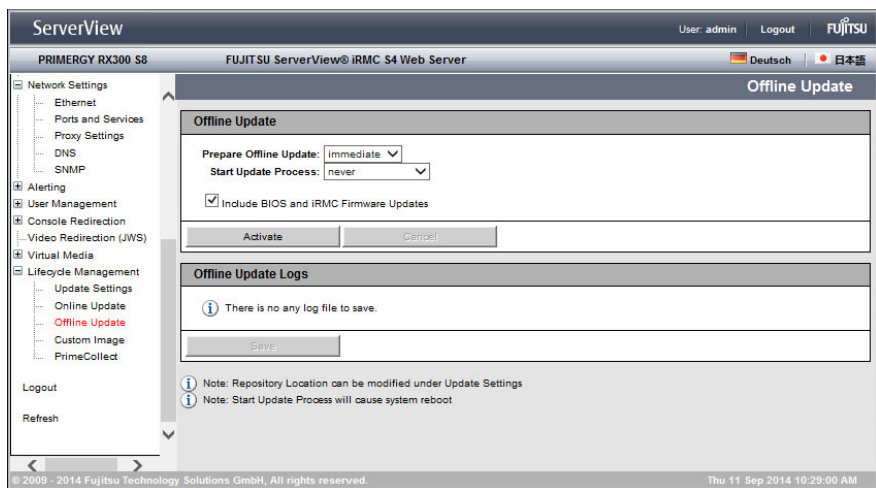 ServerView
User: admin
Logout
FUJITSU
PRIMERGY RX300 S8
FUJITSU ServerView® iRMC S4 Web Server
Deutsch
日本語
Network Settings
Ethernet
Ports and Services
Proxy Settings
DNS
SNMP
Alerting
User Management
Console Redirection
Video Redirection (JWS)
Virtual Media
Lifecycle Management
Update Settings
Online Update
Offline Update
Custom Image
PrimeCollect
Logout
Refresh
Offline Update
Offline Update
Prepare Offline Update: immediate
Start Update Process: never
Include BIOS and iRMC Firmware Updates
Activate
Cancel
Offline Update Logs
There is no any log file to save.
Save
Note: Repository Location can be modified under Update Settings
Note: Start Update Process will cause system reboot
© 2009 - 2014 Fujitsu Technology Solutions GmbH, All rights reserved.
Thu 11 Sep 2014 10:29:00 AM